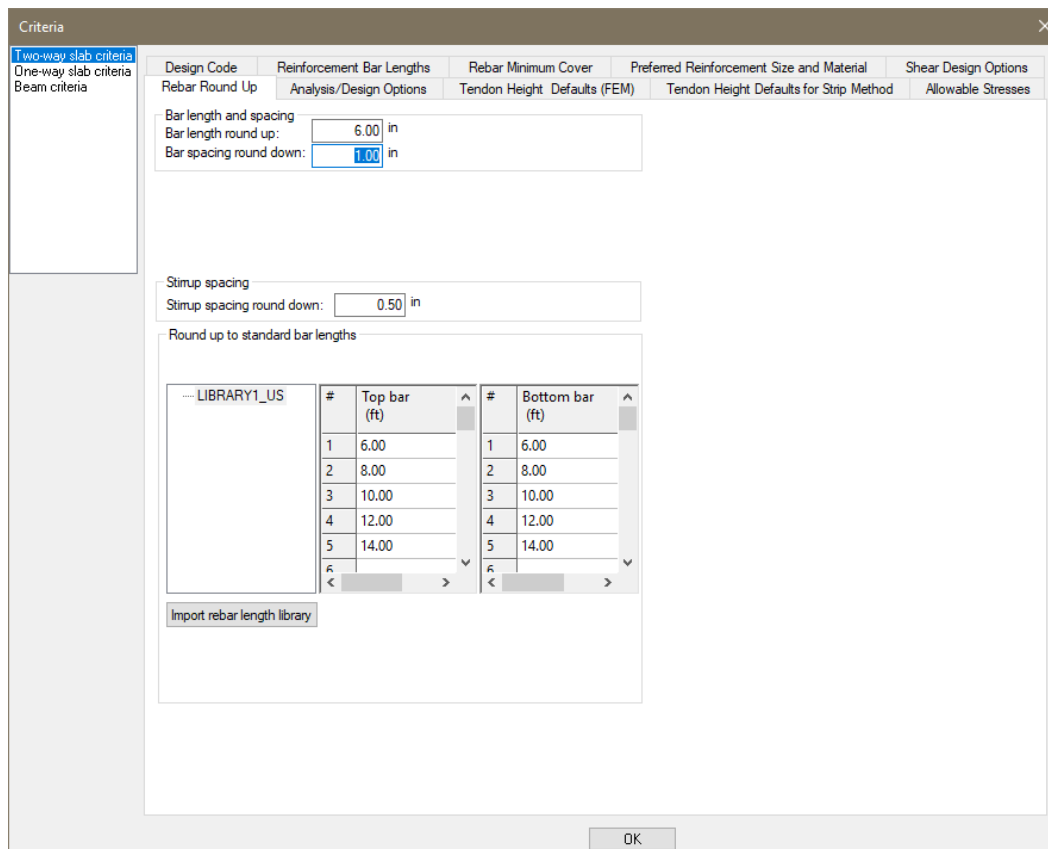 Criteria
Two-way slab criteria
One-way slab criteria
Beam criteria
Design Code Reinforcement Bar Lengths Rebar Minimum Cover Preferred Reinforcement Size and Material Shear Design Options
Rebar Round Up Analysis/Design Options Tendon Height Defaults (FEM) Tendon Height Defaults for Strip Method Allowable Stresses
Bar length and spacing
Bar length round up: 6.00 in
Bar spacing round down: 1.00 in
Stirrup spacing
Stirrup spacing round down: 0.50 in
Round up to standard bar lengths
LIBRARY1_US
# Top bar (ft) # Bottom bar (ft)
1 6.00 1 6.00
2 8.00 2 8.00
3 10.00 3 10.00
4 12.00 4 12.00
5 14.00 5 14.00
6 6
Import rebar length library
OK